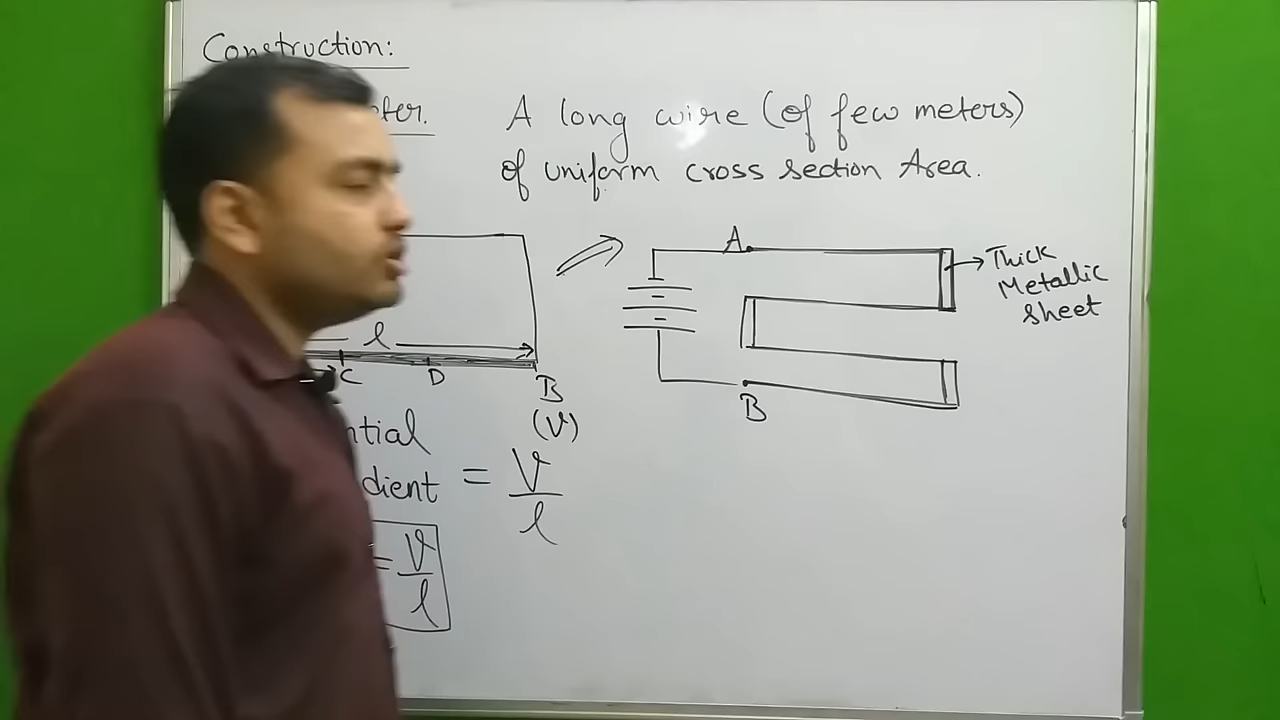 Construction:
A long wire (of few meters)
of uniform cross section Area.
A
Thick
Metallic
sheet
l
C
D
B
(V)
B
= V
l
= V
l